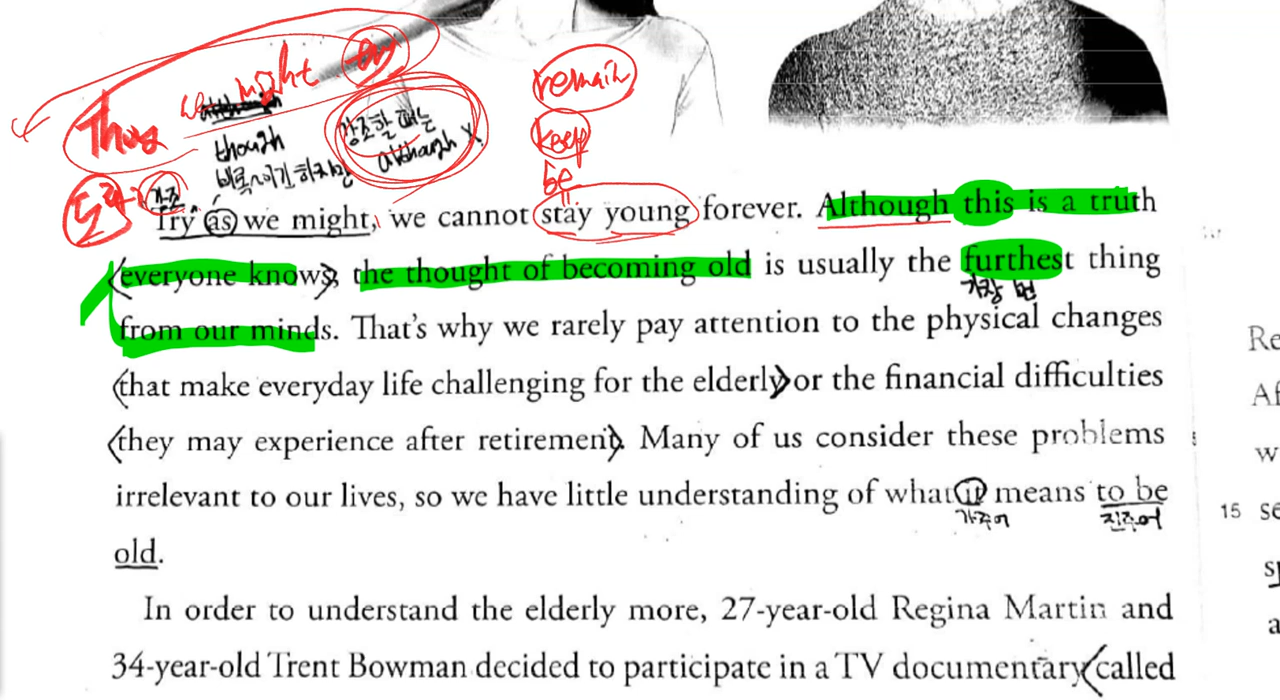 might
Thou
though
비록~이긴 하지만
강조할 때는
although X
remain
keep
be
도치
강조
Try as we might, we cannot stay young forever. Although this is a truth
everyone knows, the thought of becoming old is usually the furthest thing
가장 먼
from our minds. That's why we rarely pay attention to the physical changes
that make everyday life challenging for the elderly or the financial difficulties
they may experience after retirement. Many of us consider these problems
irrelevant to our lives, so we have little understanding of what it means to be
가주어 진주어
old.
In order to understand the elderly more, 27-year-old Regina Martin and
34-year-old Trent Bowman decided to participate in a TV documentary called
Re
Af
w
15 se
sp
a